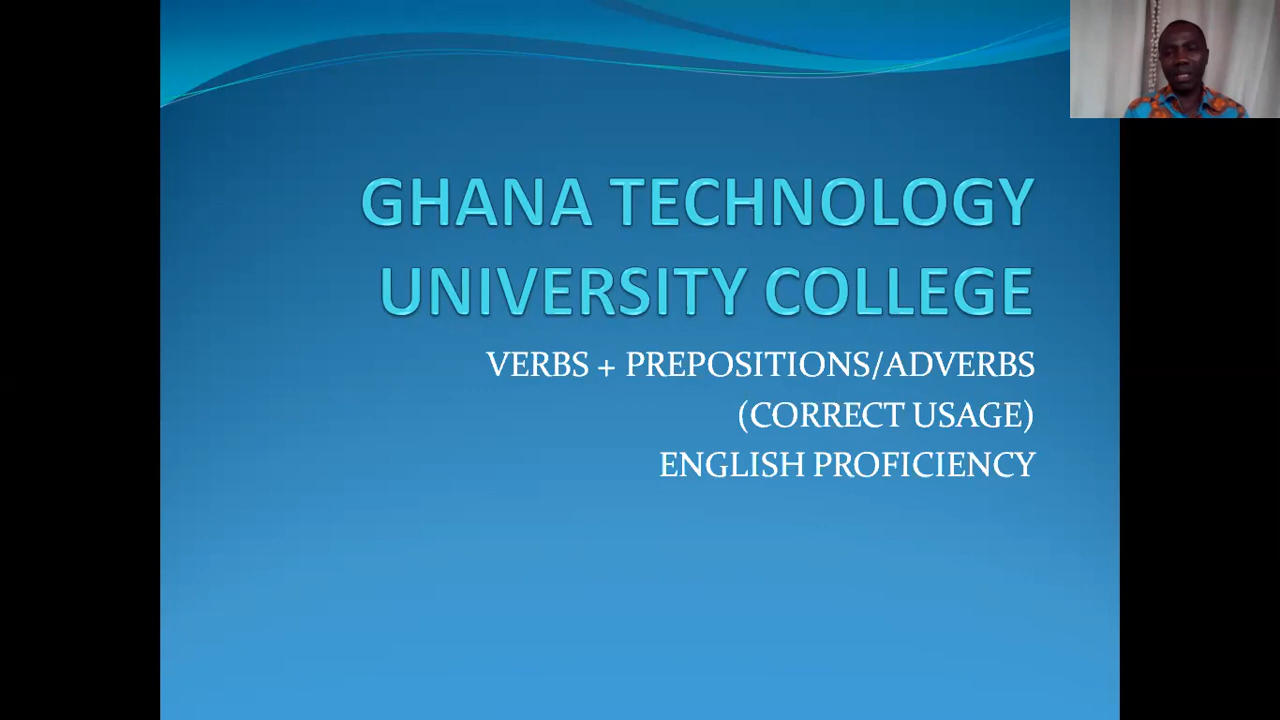 GHANA TECHNOLOGY
UNIVERSITY COLLEGE
VERBS + PREPOSITIONS/ADVERBS
(CORRECT USAGE)
ENGLISH PROFICIENCY